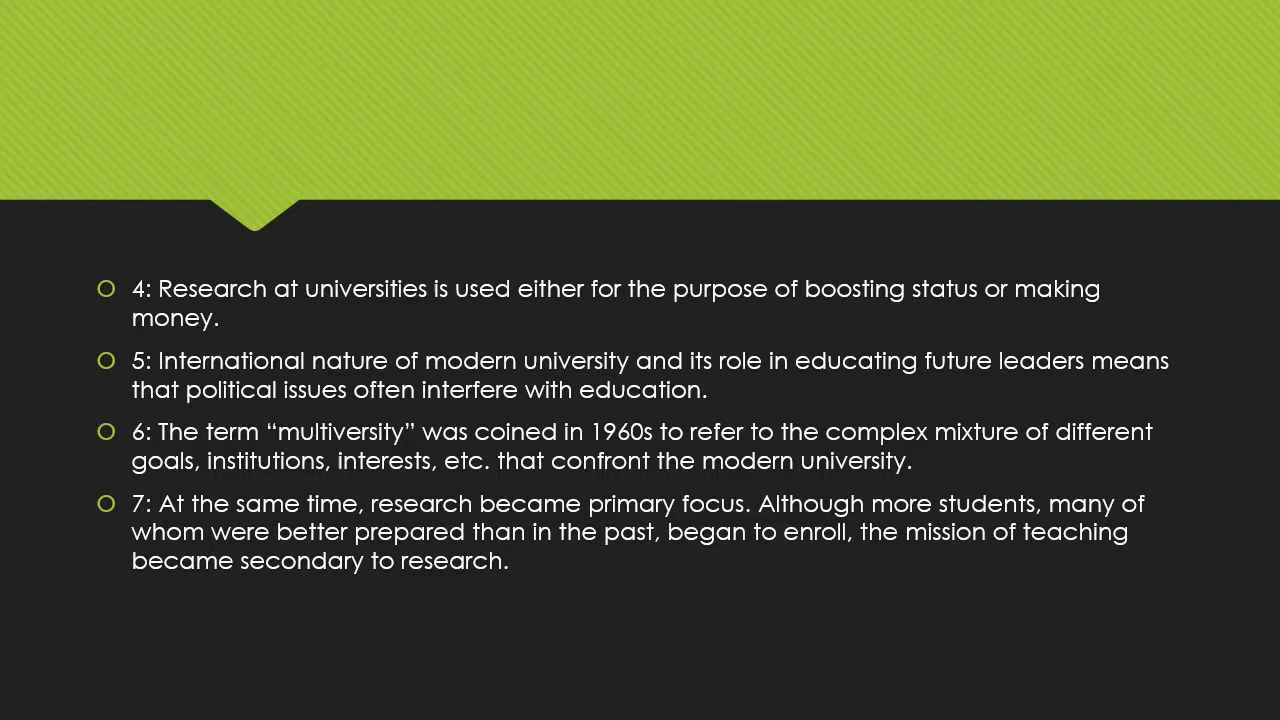 4: Research at universities is used either for the purpose of boosting status or making
money.
5: International nature of modern university and its role in educating future leaders means
that political issues often interfere with education.
6: The term “multiversity” was coined in 1960s to refer to the complex mixture of different
goals, institutions, interests, etc. that confront the modern university.
7: At the same time, research became primary focus. Although more students, many of
whom were better prepared than in the past, began to enroll, the mission of teaching
became secondary to research.